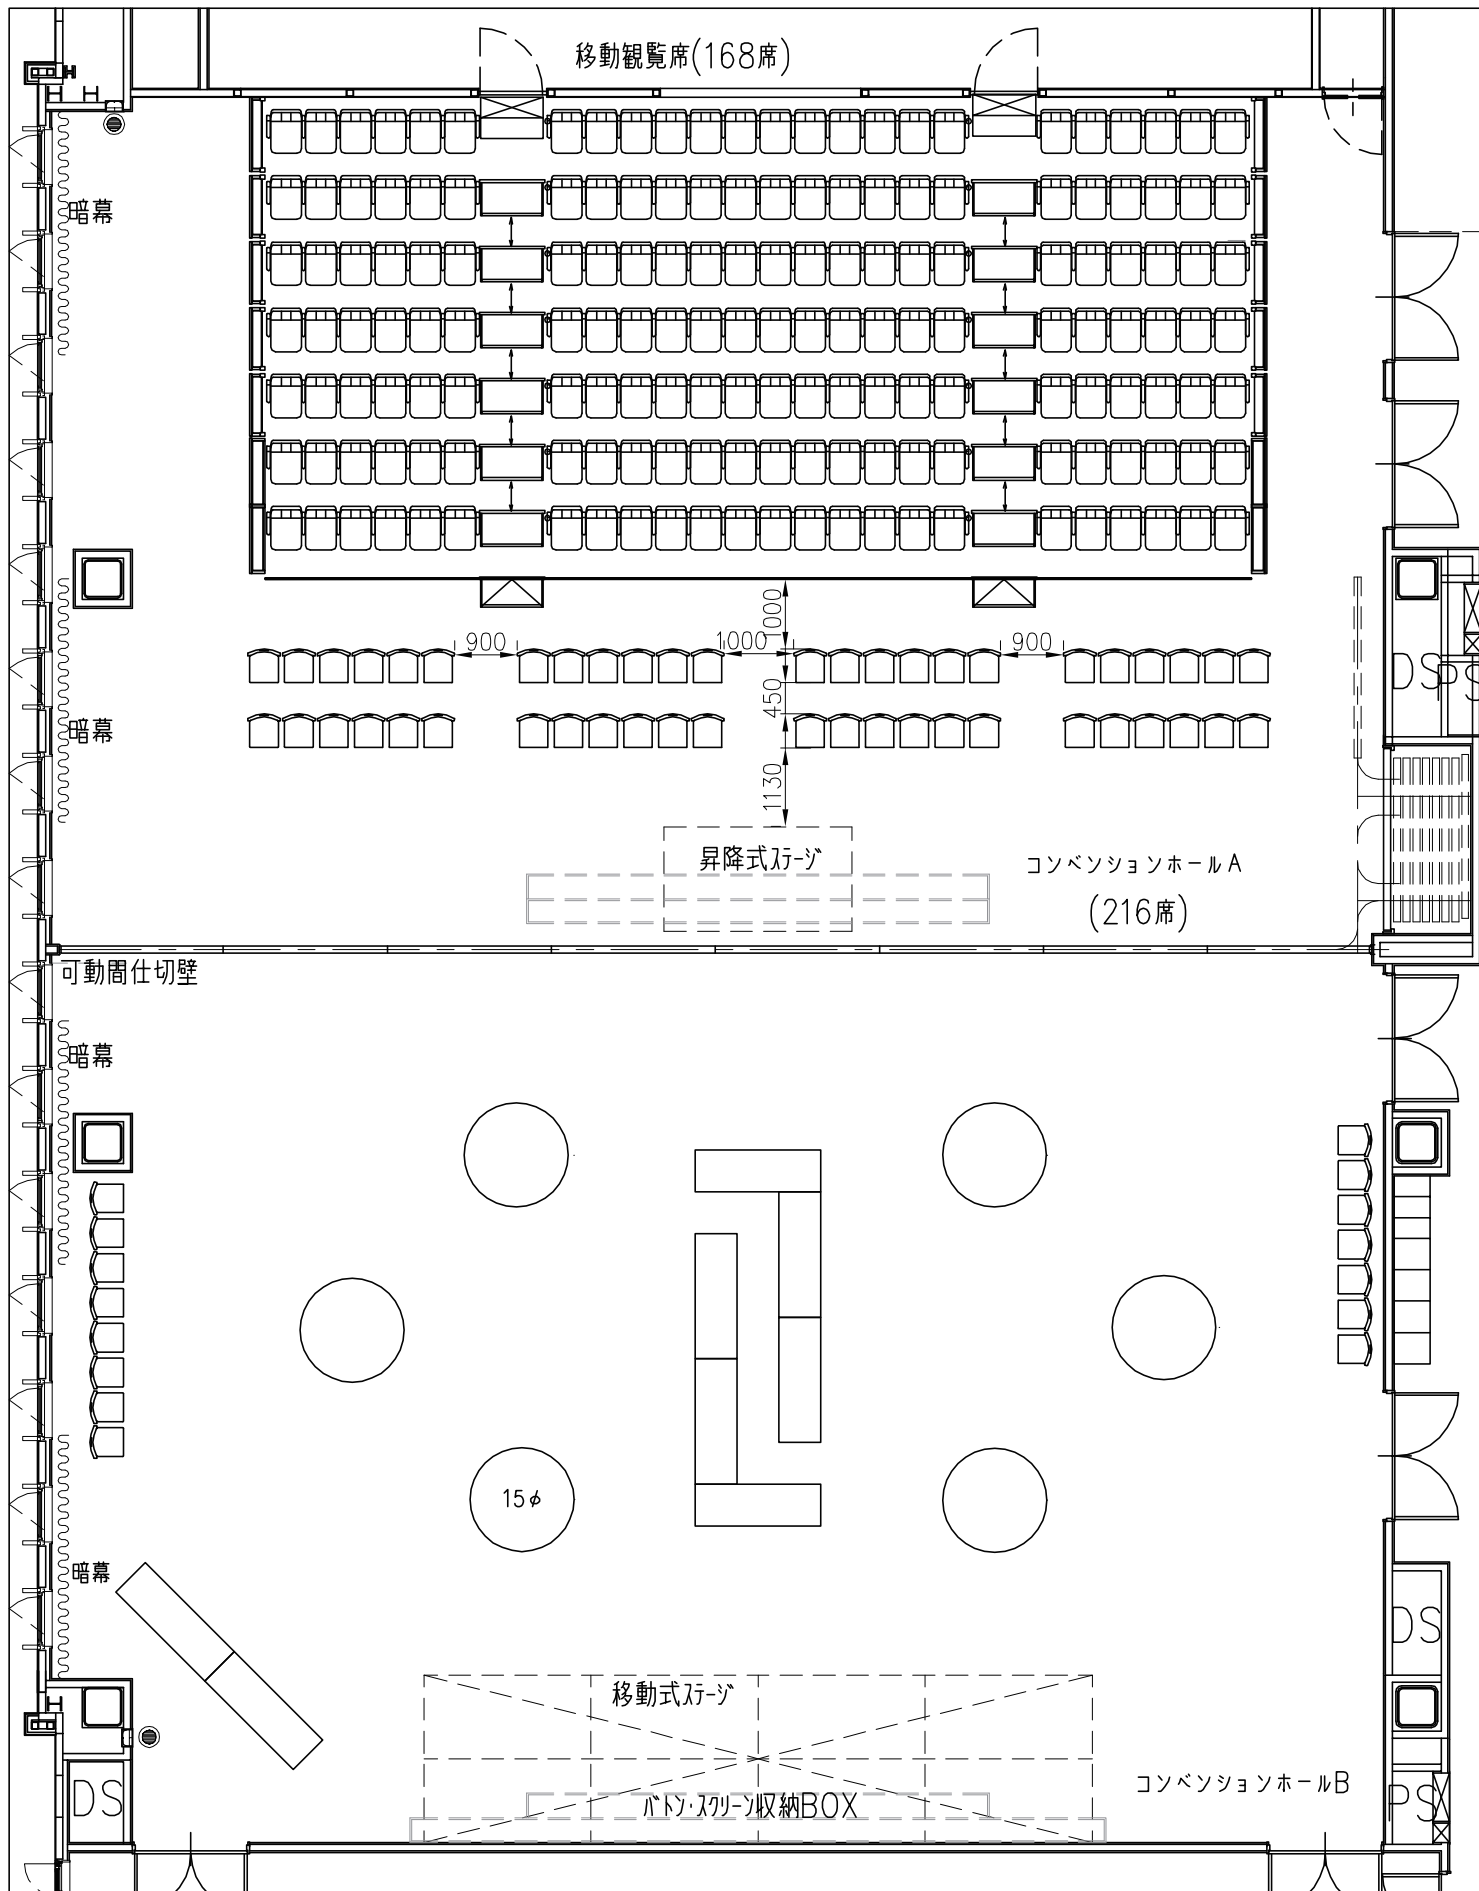 移動観覧席(168席)
暗幕
900
1000
1000
900
450
暗幕
1130
DS
PS
昇降式ステージ
コンベンションホールA
(216席)
可動間仕切壁
暗幕
15φ
暗幕
DS
移動式ステージ
コンベンションホールB
バトン・スクリーン収納BOX
DS
PS